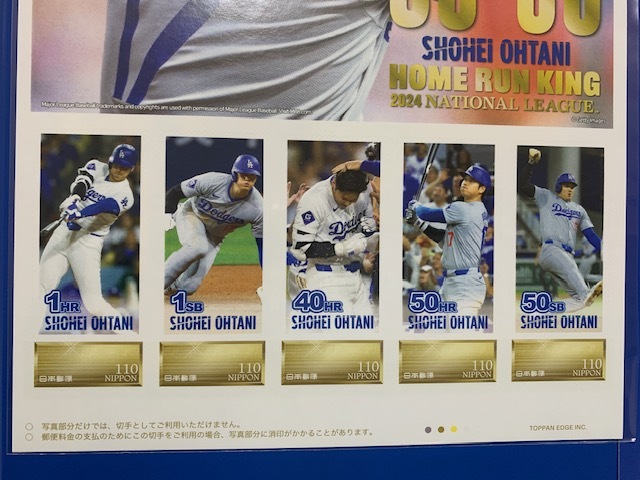 SHOHEI OHTANI
HOME RUN KING
2024 NATIONAL LEAGUE.
Major League Baseball trademarks and copyrights are used with permission of Major League Baseball. Visit MLB.com
© Getty Images
Dodgers
Dodgers
Dodgers
Dodgers
17
1HR
SHOHEI OHTANI
1SB
SHOHEI OHTANI
40HR
SHOHEI OHTANI
50HR
SHOHEI OHTANI
50SB
SHOHEI OHTANI
日本郵便
110
NIPPON
日本郵便
110
NIPPON
日本郵便
110
NIPPON
日本郵便
110
NIPPON
日本郵便
110
NIPPON
○ 写真部分だけでは、切手としてご利用いただけません。
○ 郵便料金の支払のためにこの切手をご利用の場合、写真部分に消印がかかることがあります。
TOPPAN EDGE INC.